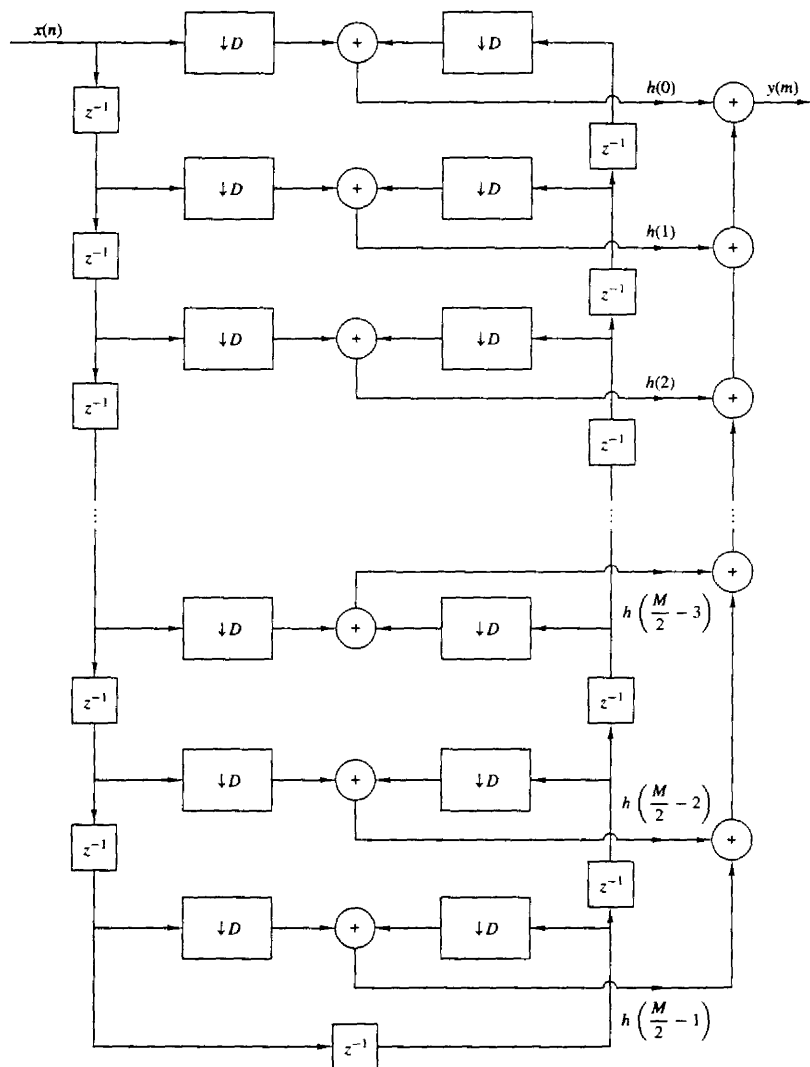 x(n) ↓D + ↓D
h(0) + y(m)
z⁻¹ z⁻¹
↓D + ↓D
h(1) +
z⁻¹ z⁻¹
↓D + ↓D
h(2) +
z⁻¹ z⁻¹
... ... ...
+
↓D + ↓D h(M/2 − 3)
z⁻¹ z⁻¹
↓D + ↓D h(M/2 − 2)
+
z⁻¹ z⁻¹
↓D + ↓D
h(M/2 − 1)
z⁻¹